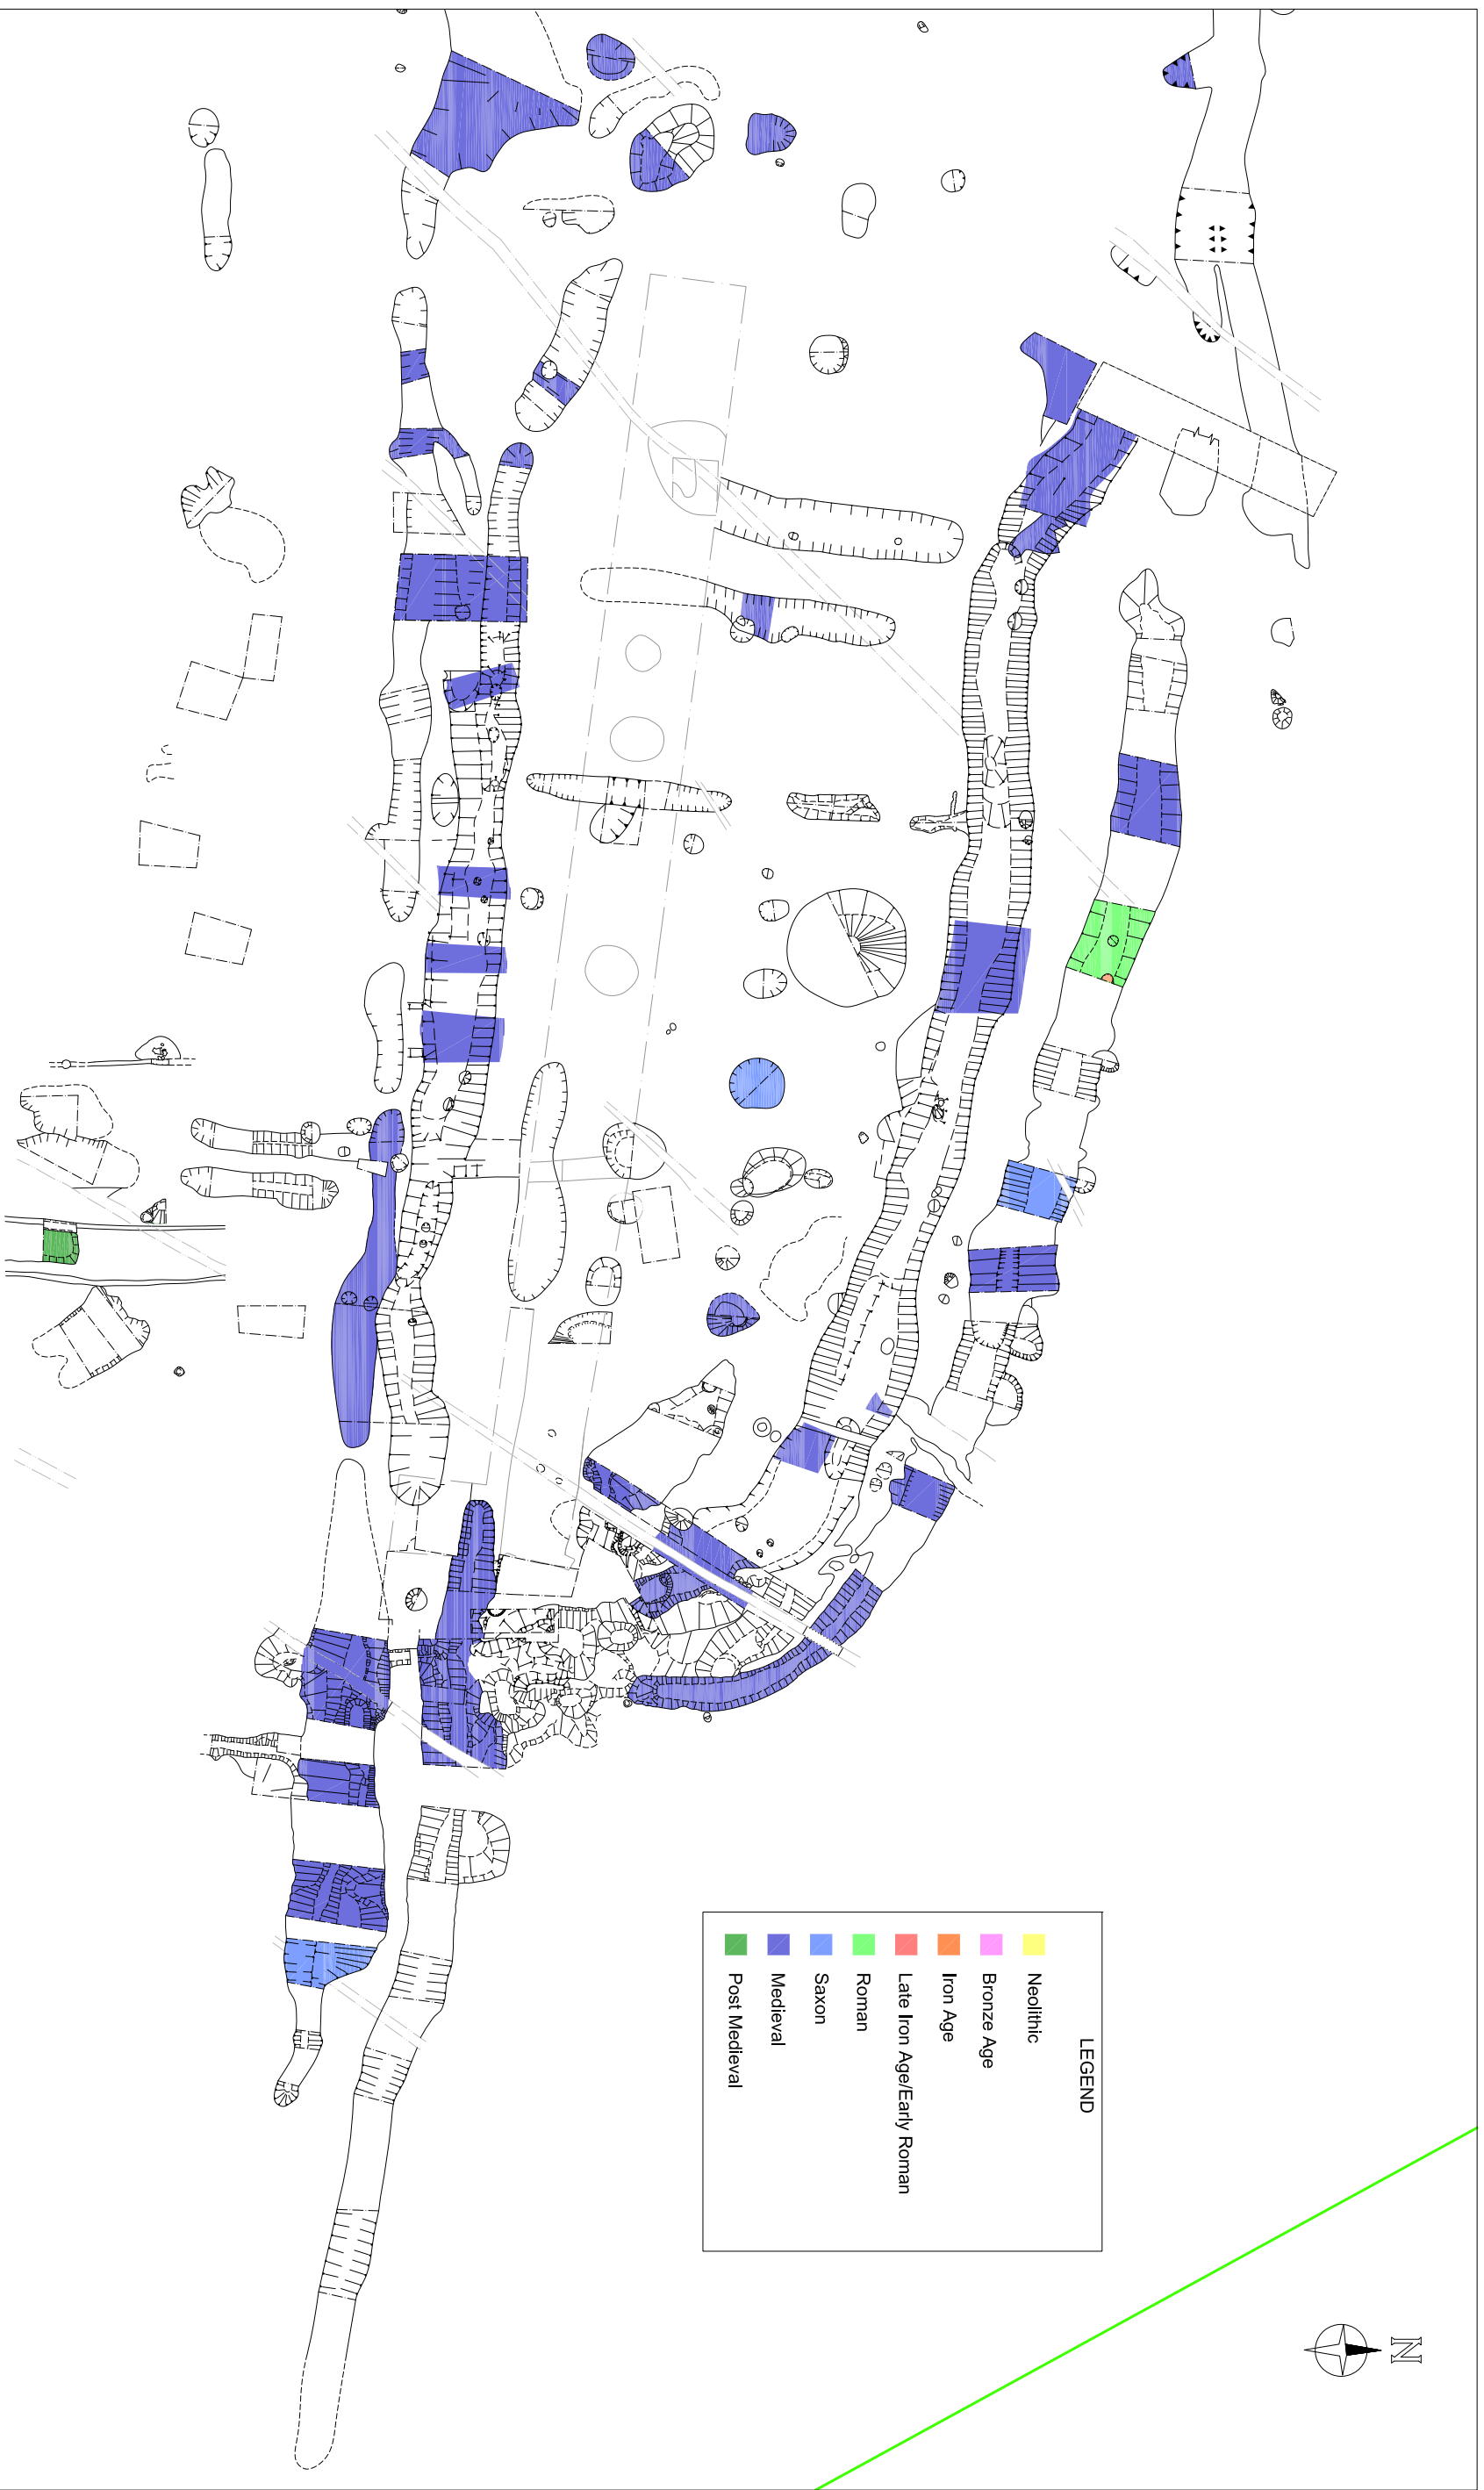 LEGEND
Neolithic
Bronze Age
Iron Age
Late Iron Age/Early Roman
Roman
Saxon
Medieval
Post Medieval
N